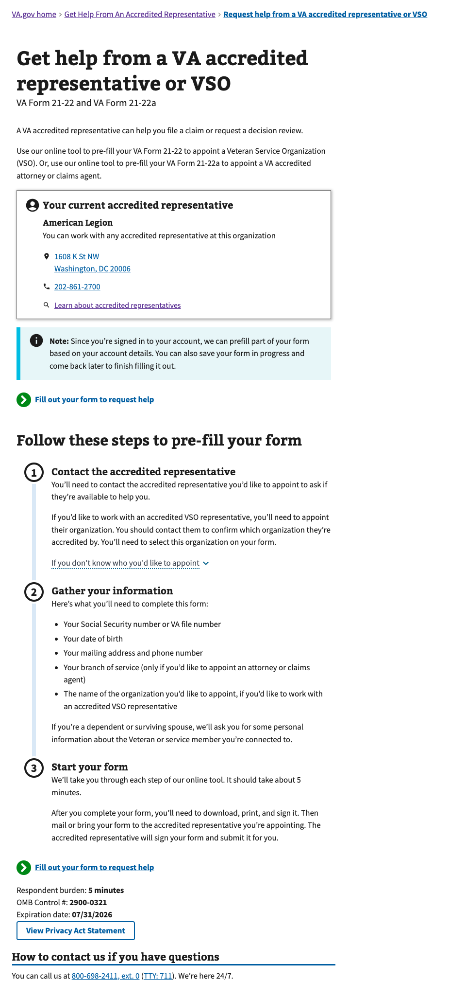 VA.gov home › Get Help From An Accredited Representative › Request help from a VA accredited representative or VSO
Get help from a VA accredited
representative or VSO
VA Form 21-22 and VA Form 21-22a
A VA accredited representative can help you file a claim or request a decision review.
Use our online tool to pre-fill your VA Form 21-22 to appoint a Veteran Service Organization
(VSO). Or, use our online tool to pre-fill your VA Form 21-22a to appoint a VA accredited
attorney or claims agent.
Your current accredited representative
American Legion
You can work with any accredited representative at this organization
1608 K St NW
Washington, DC 20006
202-861-2700
Learn about accredited representatives
Note: Since you’re signed in to your account, we can prefill part of your form
based on your account details. You can also save your form in progress and
come back later to finish filling it out.
Fill out your form to request help
Follow these steps to pre-fill your form
1 Contact the accredited representative
You’ll need to contact the accredited representative you’d like to appoint to ask if
they’re available to help you.
If you’d like to work with an accredited VSO representative, you’ll need to appoint
their organization. You should contact them to confirm which organization they’re
accredited by. You’ll need to select this organization on your form.
If you don't know who you'd like to appoint
2 Gather your information
Here’s what you’ll need to complete this form:
• Your Social Security number or VA file number
• Your date of birth
• Your mailing address and phone number
• Your branch of service (only if you’d like to appoint an attorney or claims
agent)
• The name of the organization you’d like to appoint, if you’d like to work with
an accredited VSO representative
If you’re a dependent or surviving spouse, we’ll ask you for some personal
information about the Veteran or service member you’re connected to.
3 Start your form
We’ll take you through each step of our online tool. It should take about 5
minutes.
After you complete your form, you’ll need to download, print, and sign it. Then
mail or bring your form to the accredited representative you’re appointing. The
accredited representative will sign your form and submit it for you.
Fill out your form to request help
Respondent burden: 5 minutes
OMB Control #: 2900-0321
Expiration date: 07/31/2026
View Privacy Act Statement
How to contact us if you have questions
You can call us at 800-698-2411, ext. 0 (TTY: 711). We’re here 24/7.